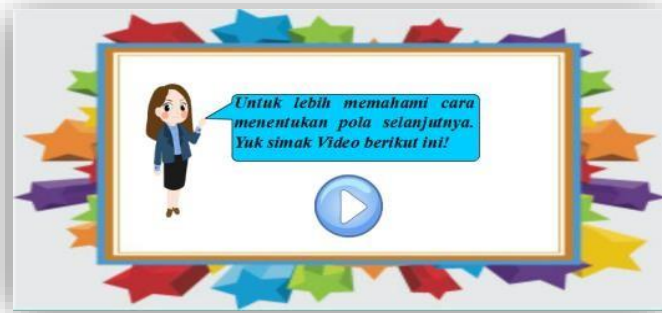 Untuk lebih memahami cara
menentukan pola selanjutnya.
Yuk simak Video berikut ini!